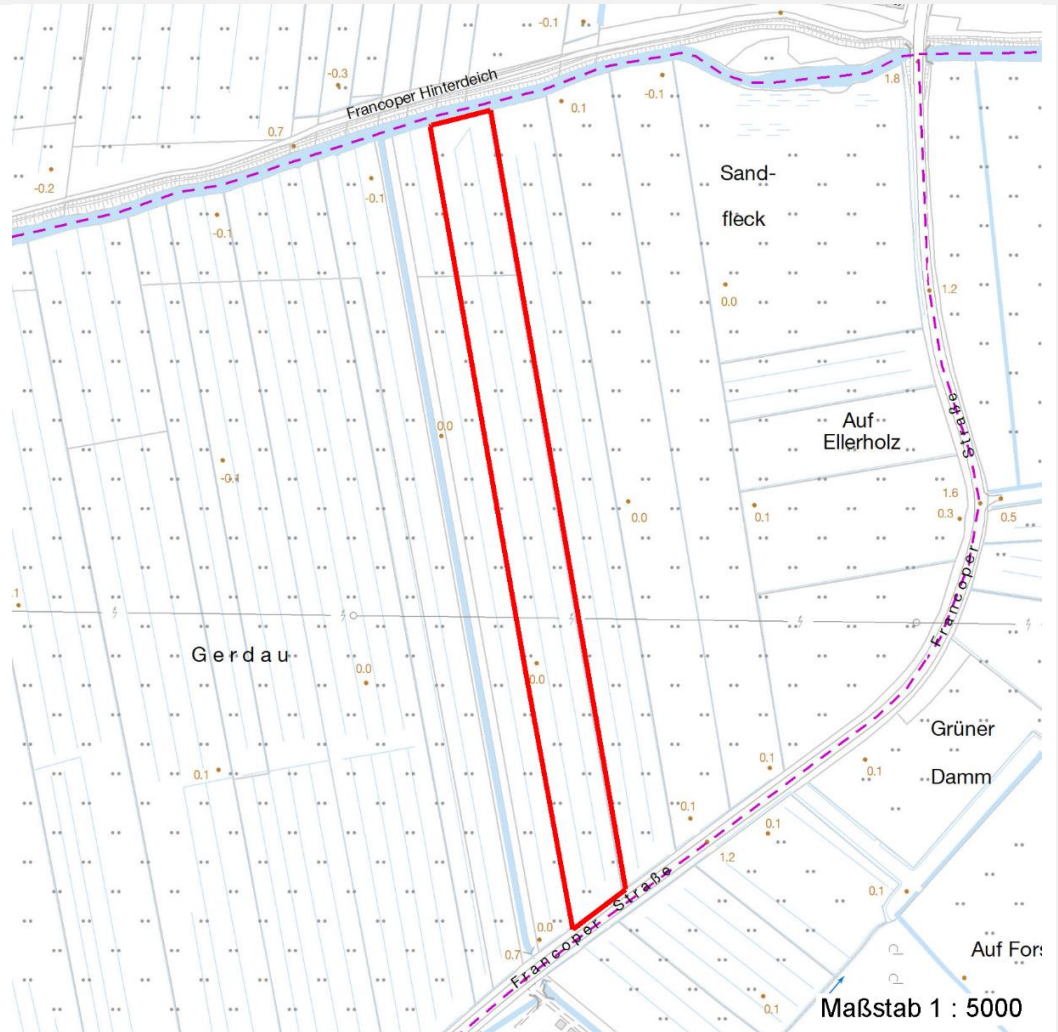 -0.1
1.8
-0.3
Francoper Hinterdeich
-0.1
0.1
0.7
-0.2
-0.1
Sand-
fleck
-0.1
0.0
1.2
Auf
Ellerholz
Straße
0.0
-0.1
1.6
0.3
0.5
0.0
0.1
Francoper
Gerdau
0.0
0.0
Grüner
Damm
0.1
0.1
0.1
0.1
0.1
1.2
0.1
Francoper Straße
0.0
0.7
Auf Fors
0.1
Maßstab 1 : 5000